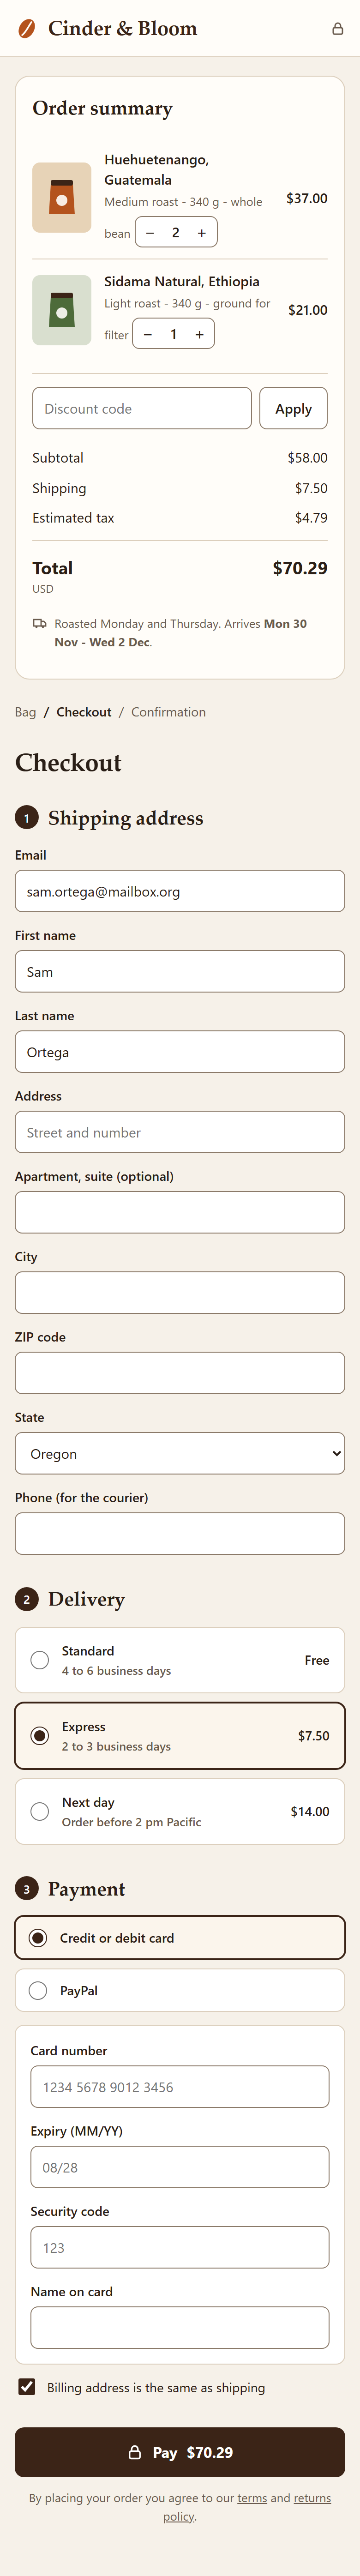 Cinder & Bloom
Order summary
Huehuetenango,
Guatemala
Medium roast - 340 g - whole
bean − 2 +
$37.00
Sidama Natural, Ethiopia
Light roast - 340 g - ground for
filter − 1 +
$21.00
Discount code
Apply
Subtotal $58.00
Shipping $7.50
Estimated tax $4.79
Total $70.29
USD
Roasted Monday and Thursday. Arrives Mon 30
Nov - Wed 2 Dec.
Bag / Checkout / Confirmation
Checkout
1 Shipping address
Email
sam.ortega@mailbox.org
First name
Sam
Last name
Ortega
Address
Street and number
Apartment, suite (optional)
City
ZIP code
State
Oregon
Phone (for the courier)
2 Delivery
Standard
4 to 6 business days
Free
Express
2 to 3 business days
$7.50
Next day
Order before 2 pm Pacific
$14.00
3 Payment
Credit or debit card
PayPal
Card number
1234 5678 9012 3456
Expiry (MM/YY)
08/28
Security code
123
Name on card
Billing address is the same as shipping
Pay $70.29
By placing your order you agree to our terms and returns
policy.